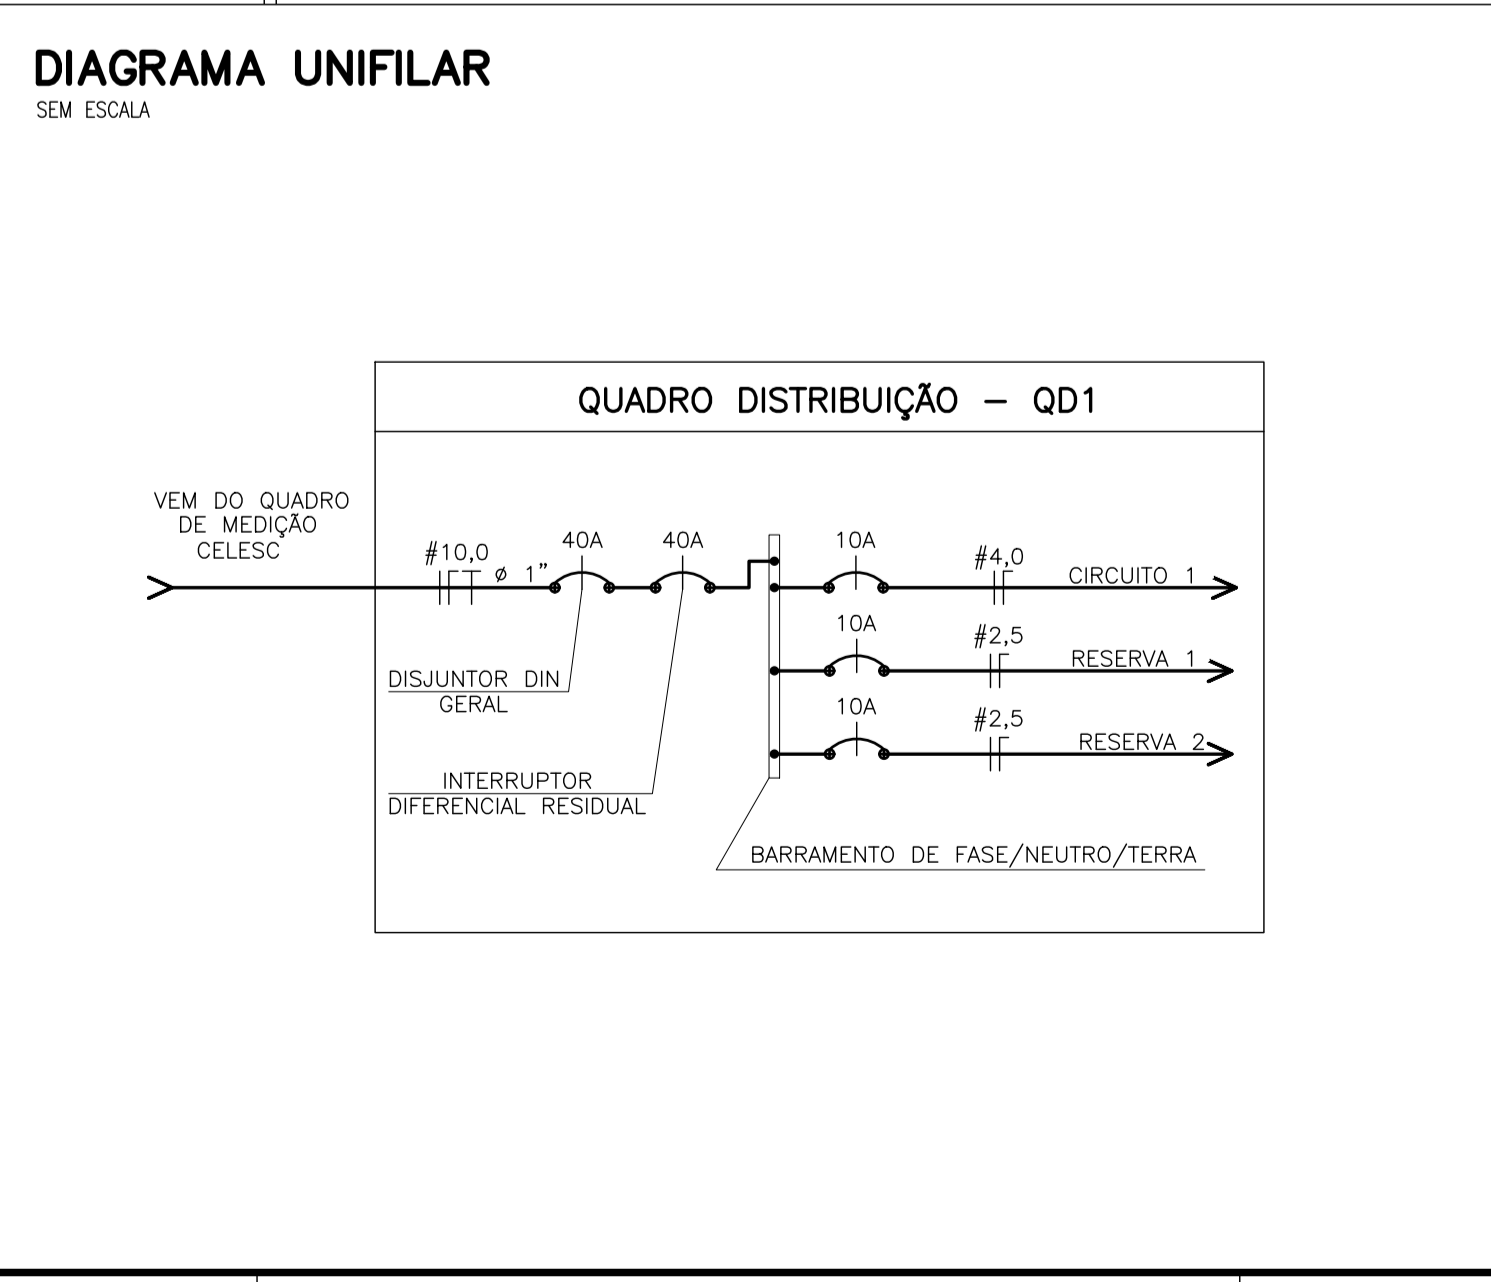 DIAGRAMA UNIFILAR
SEM ESCALA
QUADRO DISTRIBUIÇÃO - QD1
VEM DO QUADRO
DE MEDIÇÃO
CELESC
#10,0
ø 1"
40A
40A
10A
#4,0
CIRCUITO 1
10A
#2,5
RESERVA 1
10A
#2,5
RESERVA 2
DISJUNTOR DIN
GERAL
INTERRUPTOR
DIFERENCIAL RESIDUAL
BARRAMENTO DE FASE/NEUTRO/TERRA